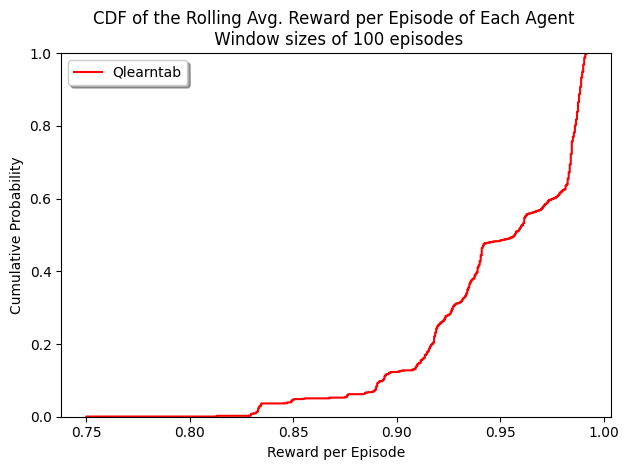 CDF of the Rolling Avg. Reward per Episode of Each Agent
Window sizes of 100 episodes
Qlearntab
Cumulative Probability
1.0
0.8
0.6
0.4
0.2
0.0
0.75 0.80 0.85 0.90 0.95 1.00
Reward per Episode